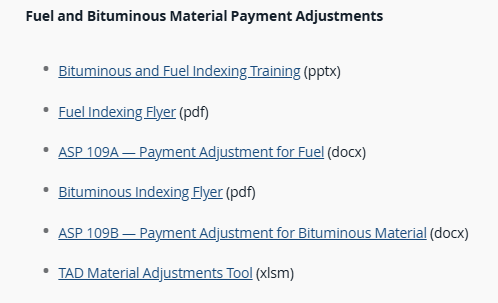 Fuel and Bituminous Material Payment Adjustments
Bituminous and Fuel Indexing Training (pptx)
Fuel Indexing Flyer (pdf)
ASP 109A — Payment Adjustment for Fuel (docx)
Bituminous Indexing Flyer (pdf)
ASP 109B — Payment Adjustment for Bituminous Material (docx)
TAD Material Adjustments Tool (xlsm)